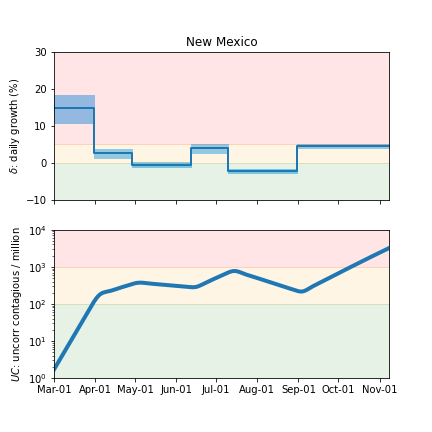 New Mexico
δ: daily growth (%)
30
20
10
0
−10
UC: uncorr contagious / million
10⁴
10³
10²
10¹
10⁰
Mar-01 Apr-01 May-01 Jun-01 Jul-01 Aug-01 Sep-01 Oct-01 Nov-01